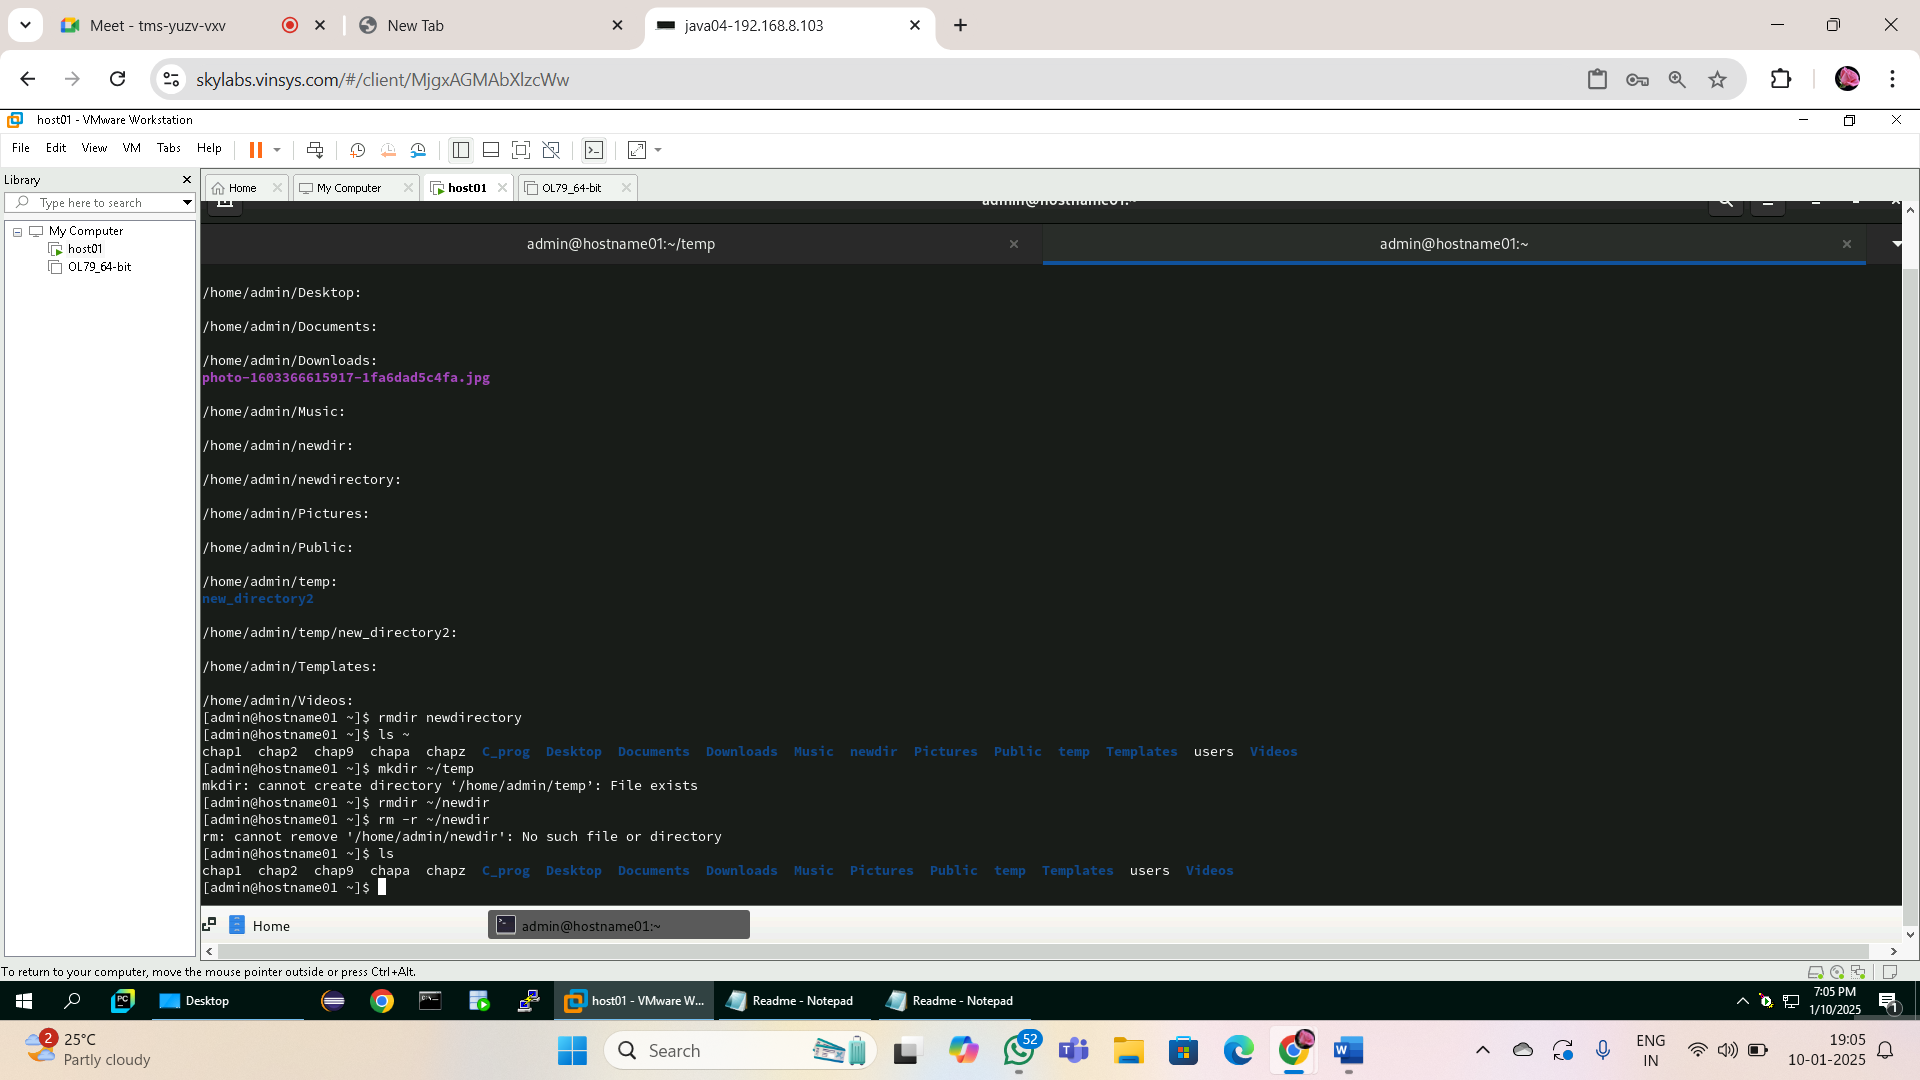 Meet - tms-yuzv-vxv
New Tab
java04-192.168.8.103
skylabs.vinsys.com/#/client/MjgxAGMAbXlzcWw
host01 - VMware Workstation
File Edit View VM Tabs Help
Library
Type here to search
My Computer
host01
OL79_64-bit
Home
My Computer
host01
OL79_64-bit
admin@hostname01:~
admin@hostname01:~/temp
admin@hostname01:~
/home/admin/Desktop:
/home/admin/Documents:
/home/admin/Downloads:
photo-1603366615917-1fa6dad5c4fa.jpg
/home/admin/Music:
/home/admin/newdir:
/home/admin/newdirectory:
/home/admin/Pictures:
/home/admin/Public:
/home/admin/temp:
new_directory2
/home/admin/temp/new_directory2:
/home/admin/Templates:
/home/admin/Videos:
[admin@hostname01 ~]$ rmdir newdirectory
[admin@hostname01 ~]$ ls ~
chap1 chap2 chap9 chapa chapz C_prog Desktop Documents Downloads Music newdir Pictures Public temp Templates users Videos
[admin@hostname01 ~]$ mkdir ~/temp
mkdir: cannot create directory ‘/home/admin/temp’: File exists
[admin@hostname01 ~]$ rmdir ~/newdir
[admin@hostname01 ~]$ rm -r ~/newdir
rm: cannot remove '/home/admin/newdir': No such file or directory
[admin@hostname01 ~]$ ls
chap1 chap2 chap9 chapa chapz C_prog Desktop Documents Downloads Music Pictures Public temp Templates users Videos
[admin@hostname01 ~]$
Home
admin@hostname01:~
To return to your computer, move the mouse pointer outside or press Ctrl+Alt.
PC
Desktop
host01 - VMware W...
Readme - Notepad
Readme - Notepad
7:05 PM
1/10/2025
1
2
25°C
Partly cloudy
Search
52
ENG
IN
19:05
10-01-2025